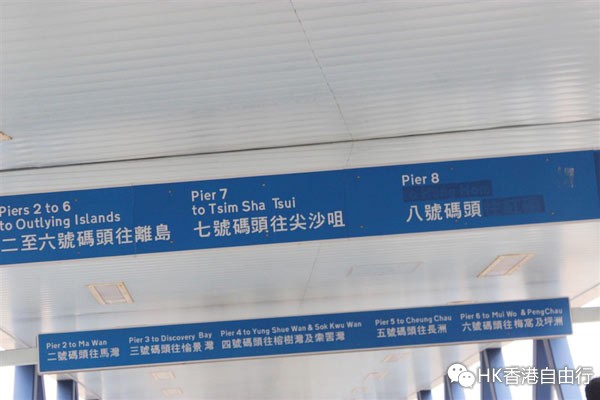 Piers 2 to 6
to Outlying Islands
二至六號碼頭往離島
Pier 7
to Tsim Sha Tsui
七號碼頭往尖沙咀
Pier 8
八號碼頭
Pier 2 to Ma Wan
二號碼頭往馬灣
Pier 3 to Discovery Bay
三號碼頭往愉景灣
Pier 4 to Yung Shue Wan & Sok Kwu Wan
四號碼頭往榕樹灣及索罟灣
Pier 5 to Cheung Chau
五號碼頭往長洲
Pier 6 to Mui Wo & Peng Chau
六號碼頭往梅窩及坪洲
HK香港自由行